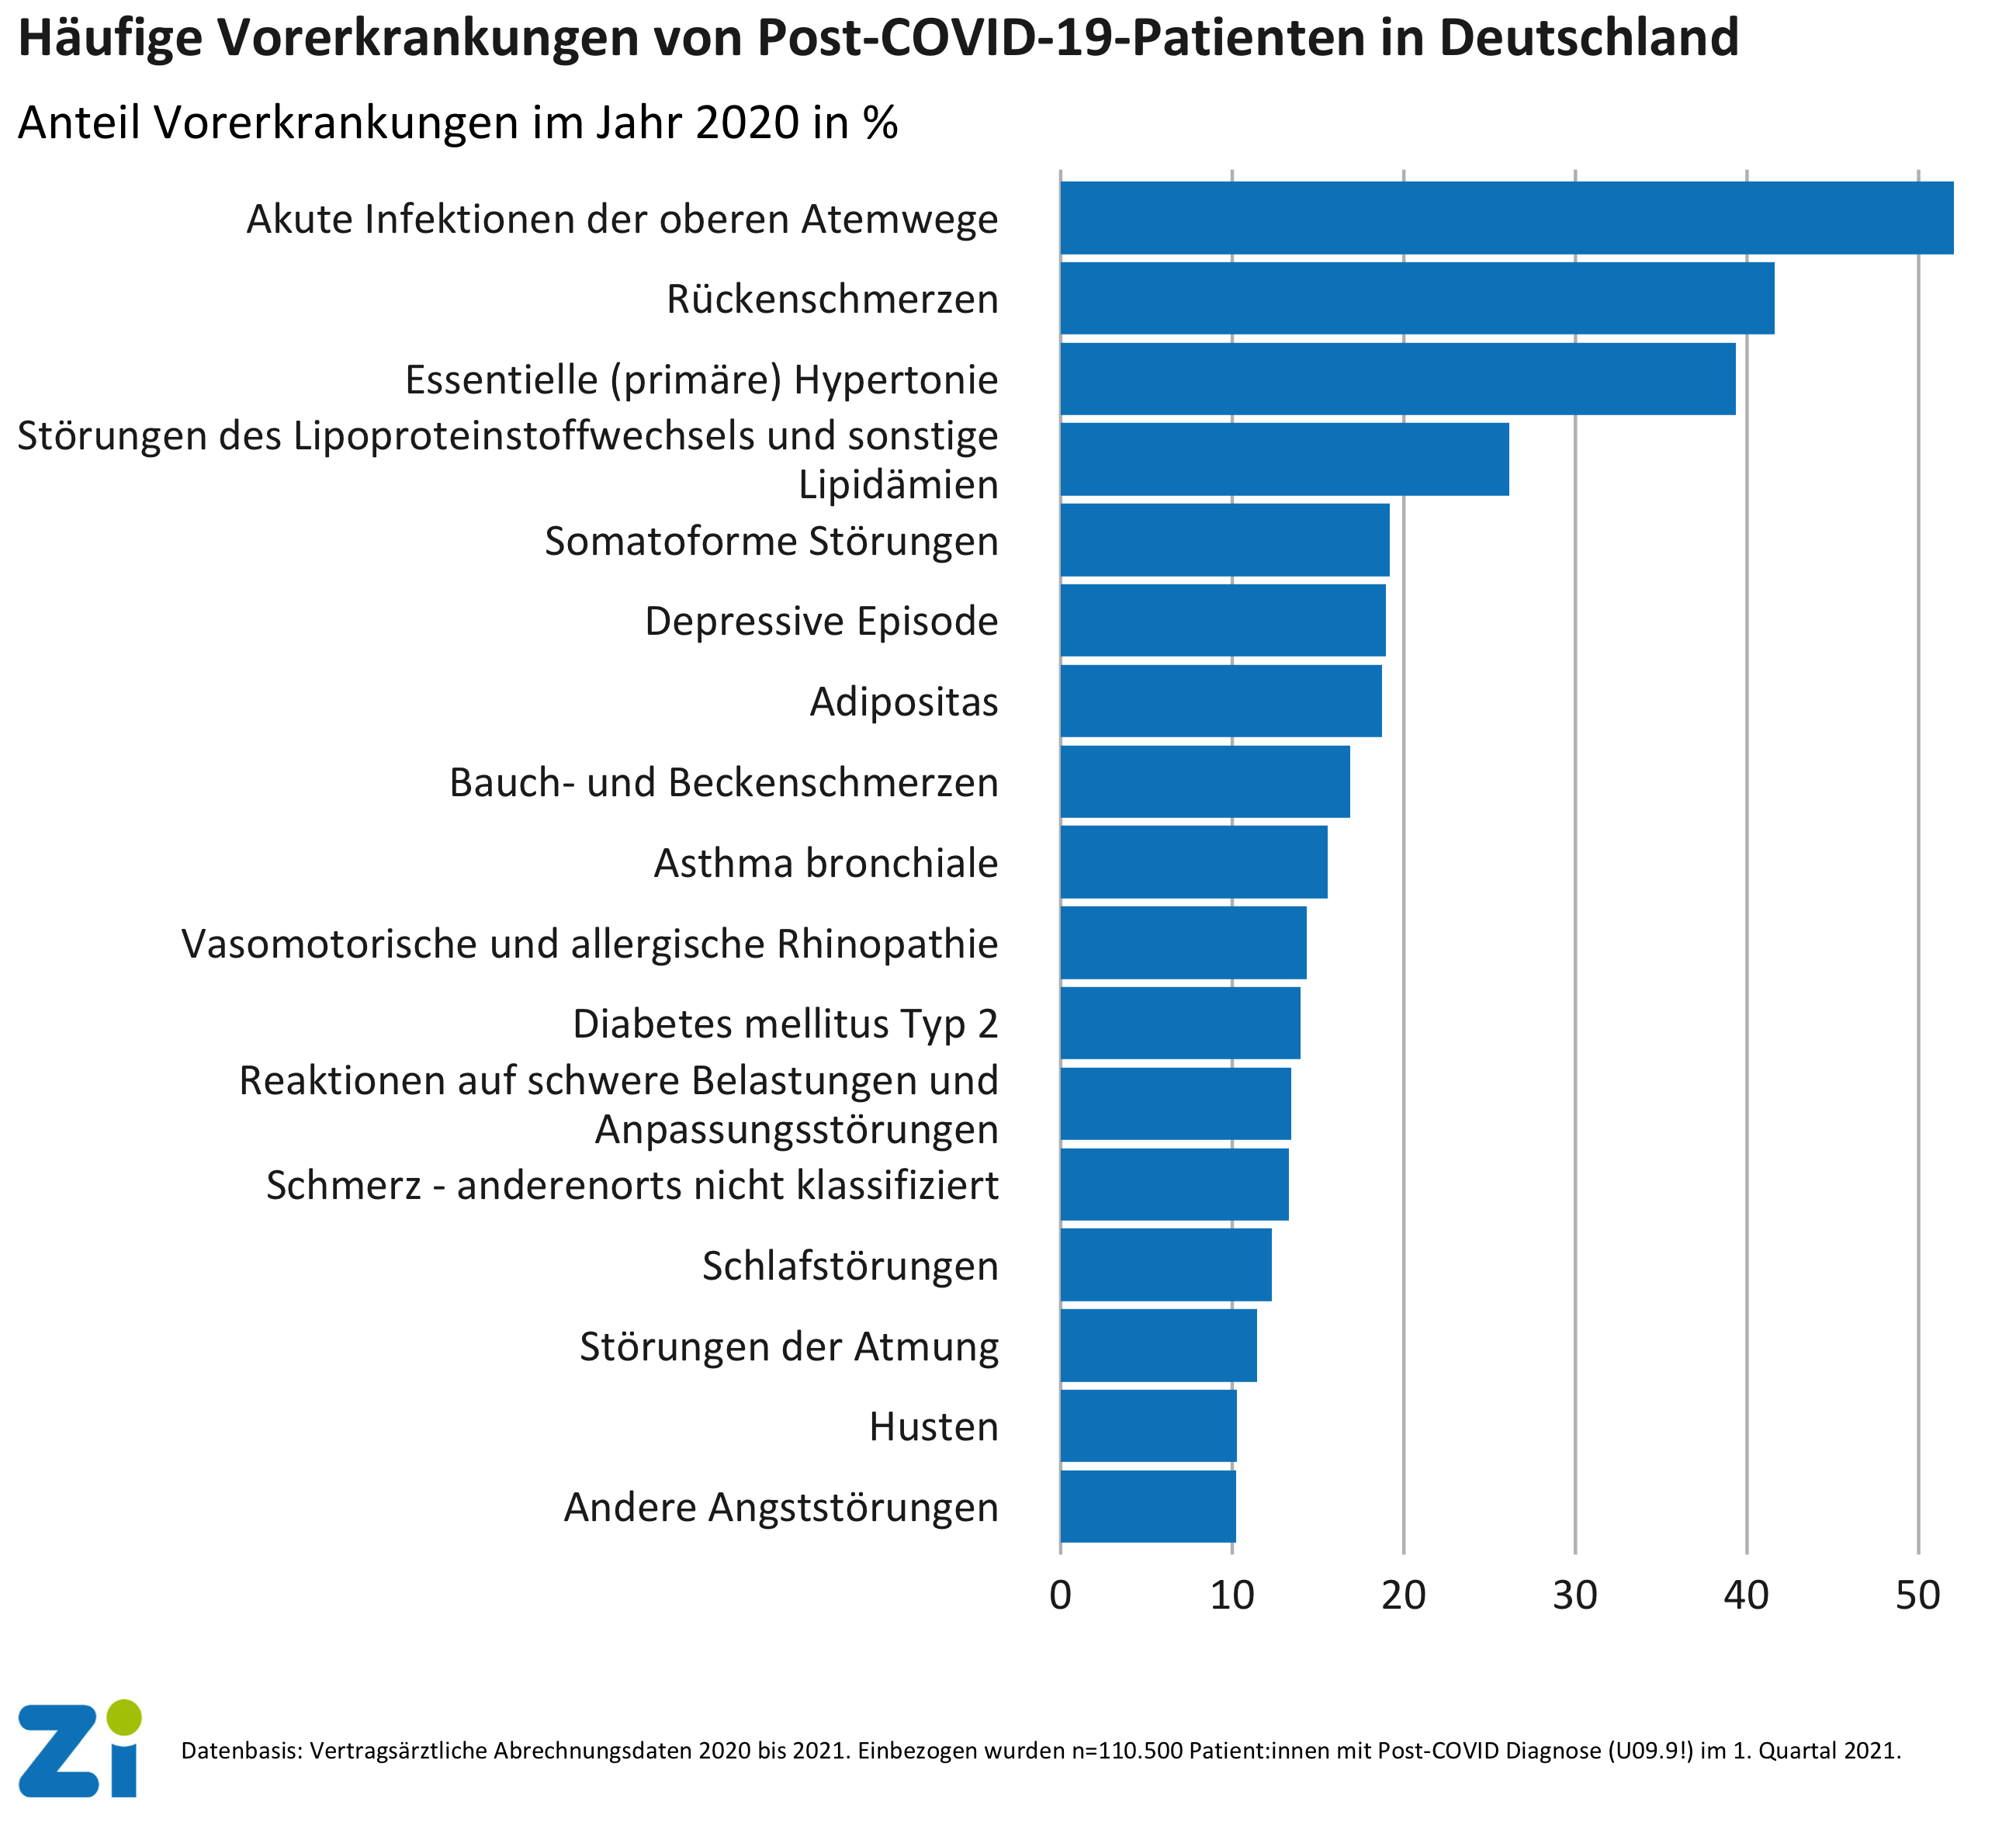 Häufige Vorerkrankungen von Post-COVID-19-Patienten in Deutschland
Anteil Vorerkrankungen im Jahr 2020 in %
Akute Infektionen der oberen Atemwege
Rückenschmerzen
Essentielle (primäre) Hypertonie
Störungen des Lipoproteinstoffwechsels und sonstige
Lipidämien
Somatoforme Störungen
Depressive Episode
Adipositas
Bauch- und Beckenschmerzen
Asthma bronchiale
Vasomotorische und allergische Rhinopathie
Diabetes mellitus Typ 2
Reaktionen auf schwere Belastungen und
Anpassungsstörungen
Schmerz - anderenorts nicht klassifiziert
Schlafstörungen
Störungen der Atmung
Husten
Andere Angststörungen
0 10 20 30 40 50
Zi
Datenbasis: Vertragsärztliche Abrechnungsdaten 2020 bis 2021. Einbezogen wurden n=110.500 Patient:innen mit Post-COVID Diagnose (U09.9!) im 1. Quartal 2021.